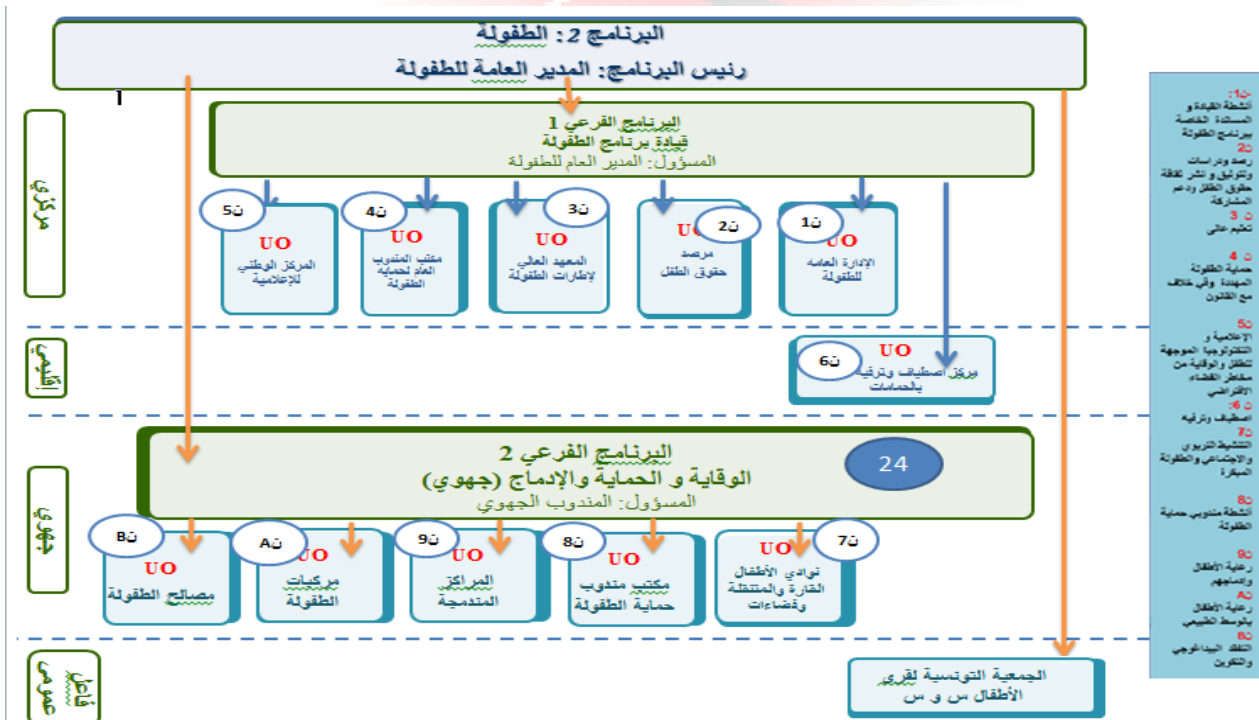 البرنامج 2: الطفولة
رئيس البرنامج: المدير العامة للطفولة
أ
مركزي
البرنامج الفرعي 1
قيادة برنامج الطفولة
المسؤول: المدير العام للطفولة
ن1
UO
الإدارة العامة
للطفولة
ن2
UO
مرصد
حقوق الطفل
ن3
UO
المعهد العالي
لإطارات الطفولة
ن4
UO
مكتب المندوب
العام لحماية
الطفولة
ن5
UO
المركز الوطني
للإعلامية
إقليمي
ن6
UO
مركز اصطياف وترفيه
بالحمامات
جهوي
البرنامج الفرعي 2
الوقاية و الحماية والإدماج (جهوي)
المسؤول: المندوب الجهوي
24
ن7
UO
نوادي الأطفال
القارة والمتنقلة
وفضاءات
ن8
UO
مكتب مندوب
حماية الطفولة
ن9
UO
المراكز
المندمجة
نA
UO
مركبات
الطفولة
نB
UO
مصالح الطفولة
فاعل
عمومي
الجمعية التونسية لقرى
الأطفال س و س
ن1:
أنشطة القيادة و
المساندة الخاصة
ببرنامج الطفولة
ن2
رصد ودراسات
وتوثيق و نشر ثقافة
حقوق الطفل ودعم
المشاركة
ن 3
تعليم عالي
ن 4
حماية الطفولة
المهددة وفي خلاف
مع القانون
ن5
الإعلامية و
التكنولوجيا الموجهة
للطفل والوقاية من
مخاطر الفضاء
الافتراضي
ن 6:
اصطياف وترفيه
ن7
التنشيط التربوي
والاجتماعي والطفولة
المبكرة
ن8
أنشطة مندوبي حماية
الطفولة
ن9
رعاية الأطفال
وإدماجهم
نA
رعاية الأطفال
بالوسط الطبيعي
نB
التفقد البيداغوجي
والتكوين